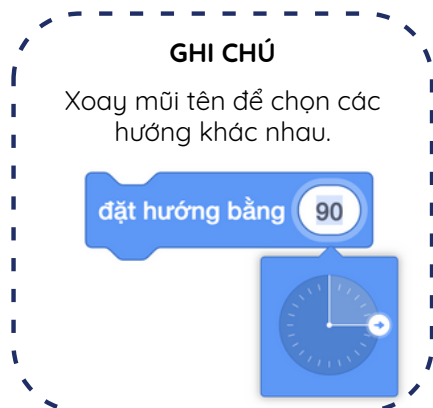 GHI CHÚ
Xoay mũi tên để chọn các
hướng khác nhau.
đặt hướng bằng 90